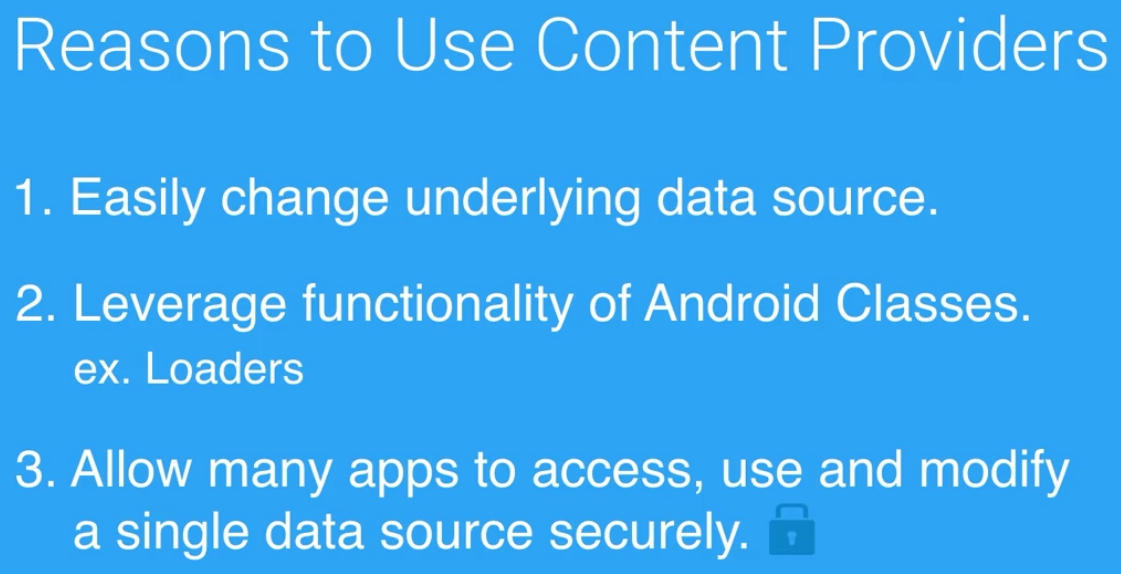 Reasons to Use Content Providers
1. Easily change underlying data source.
2. Leverage functionality of Android Classes.
ex. Loaders
3. Allow many apps to access, use and modify
a single data source securely.